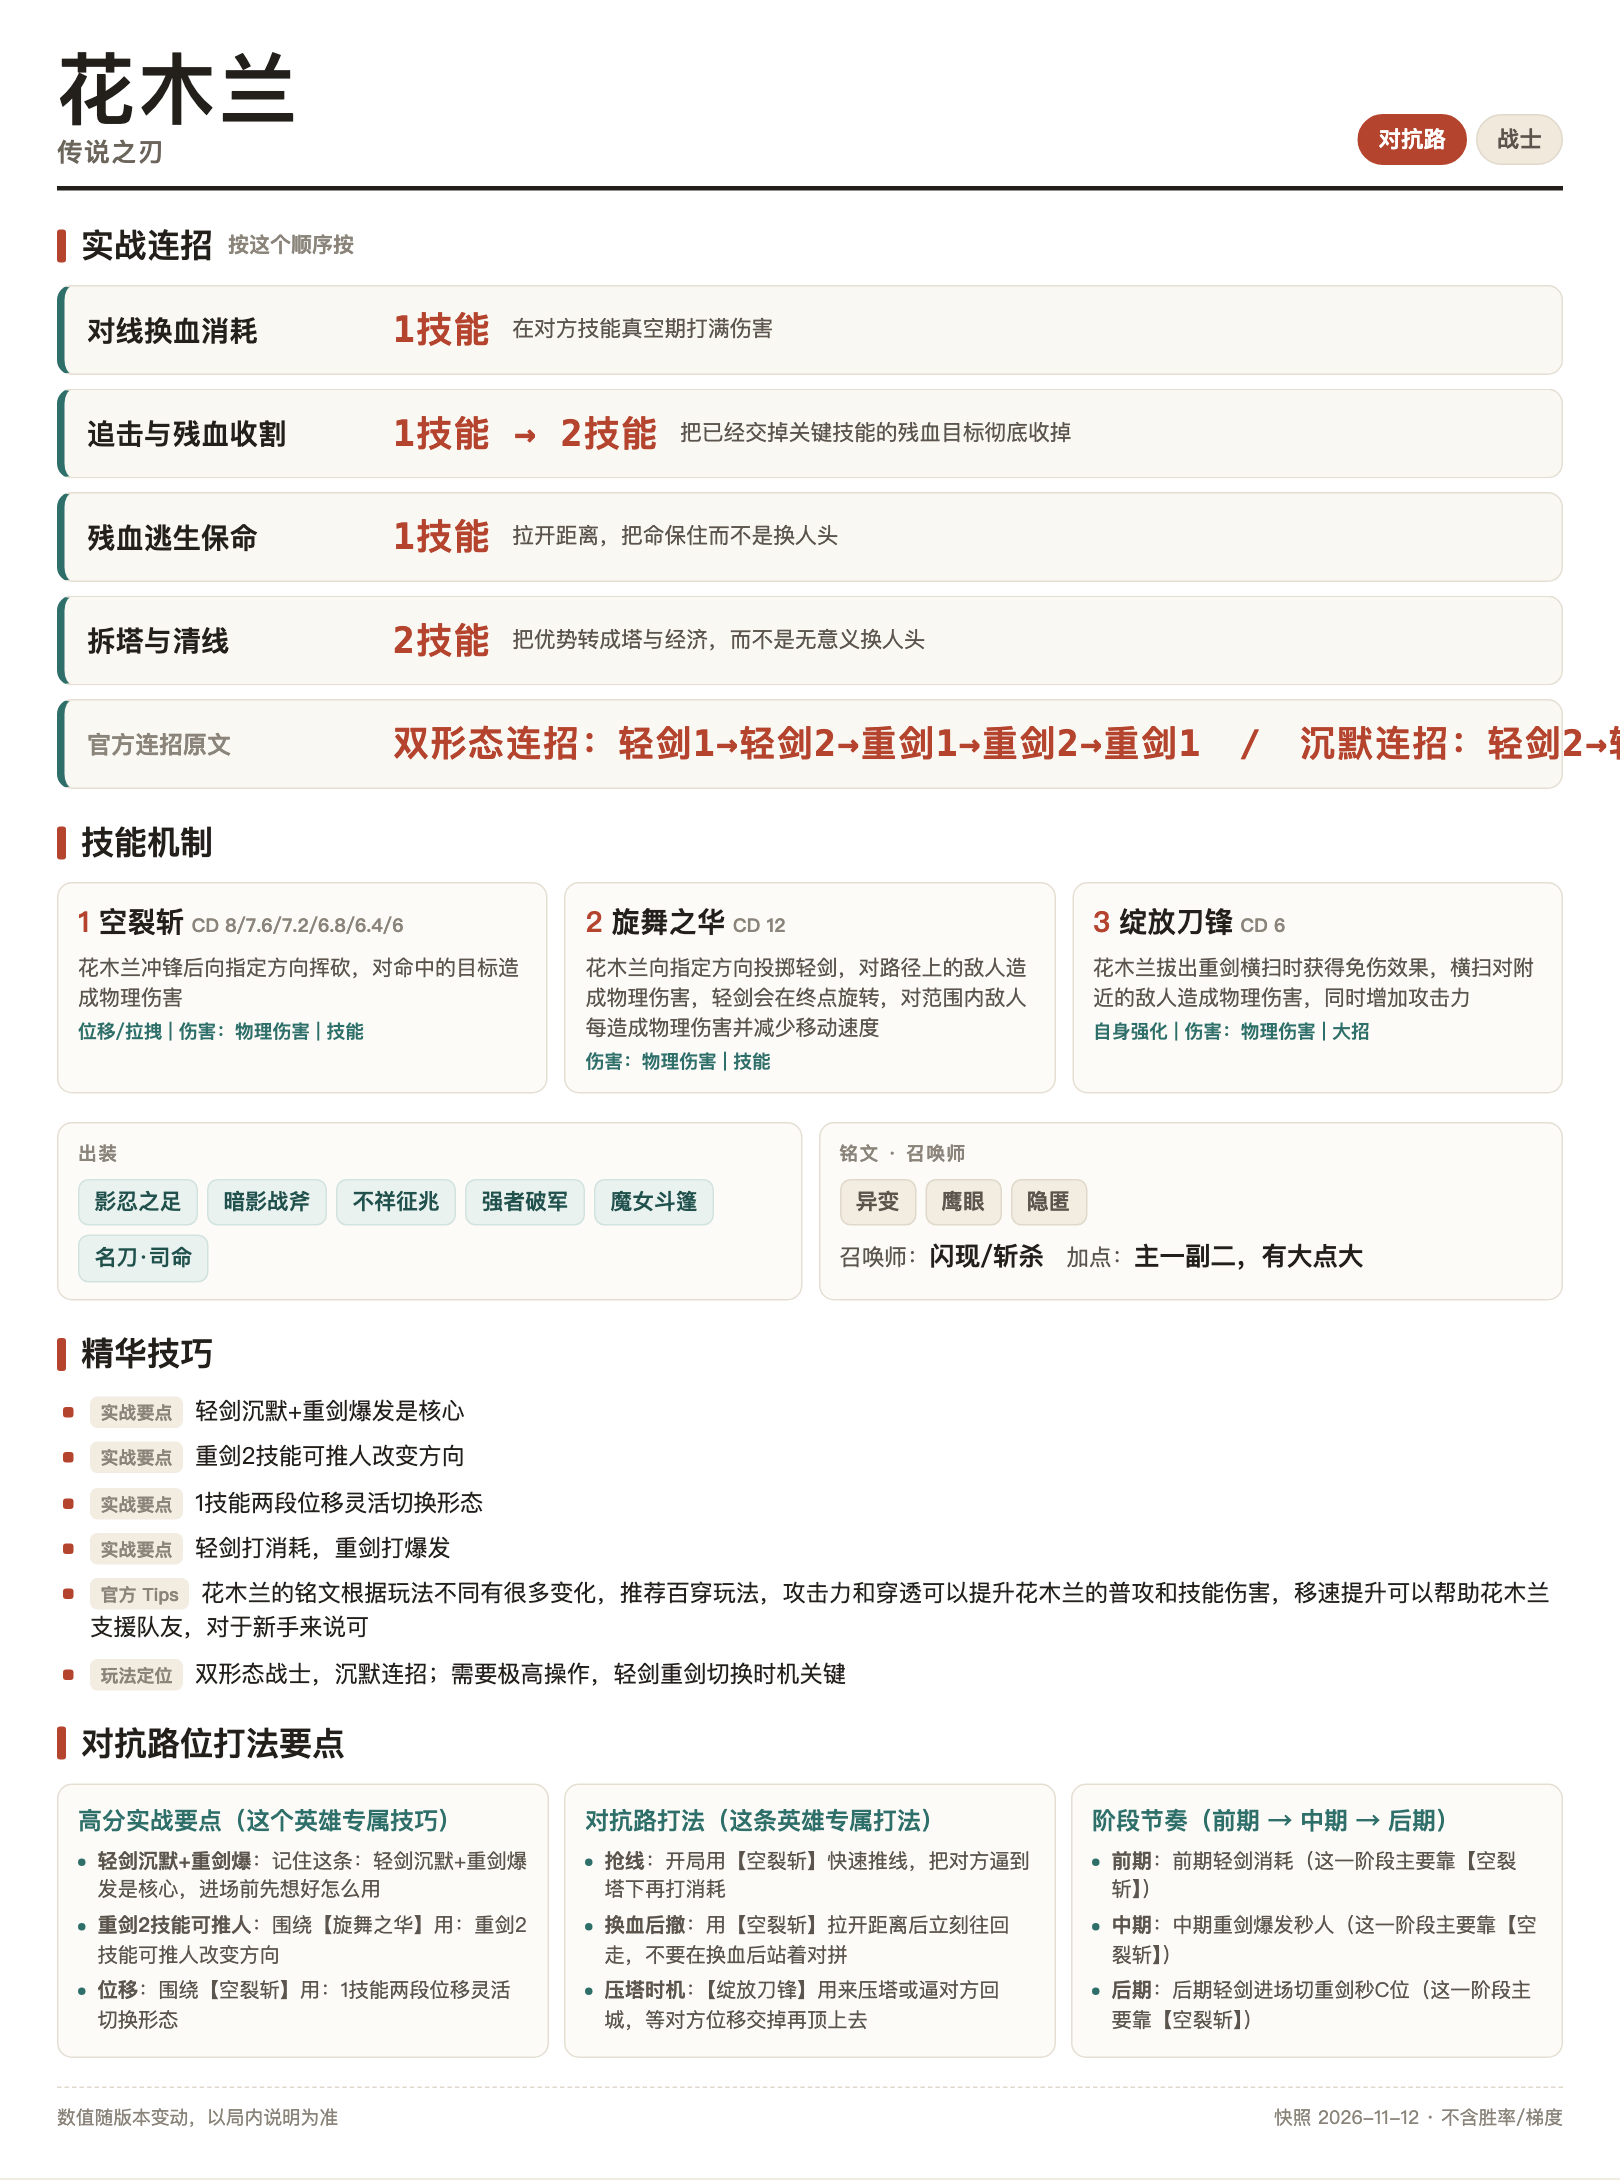 花木兰
传说之刃
对抗路 战士
实战连招 按这个顺序按
对线换血消耗 1技能 在对方技能真空期打满伤害
追击与残血收割 1技能 → 2技能 把已经交掉关键技能的残血目标彻底收掉
残血逃生保命 1技能 拉开距离，把命保住而不是换人头
拆塔与清线 2技能 把优势转成塔与经济，而不是无意义换人头
官方连招原文 双形态连招：轻剑1→轻剑2→重剑1→重剑2→重剑1 / 沉默连招：轻剑2→
技能机制
1 空裂斩 CD 8/7.6/7.2/6.8/6.4/6
花木兰冲锋后向指定方向挥砍，对命中的目标造
成物理伤害
位移/拉拽 | 伤害：物理伤害 | 技能
2 旋舞之华 CD 12
花木兰向指定方向投掷轻剑，对路径上的敌人造
成物理伤害，轻剑会在终点旋转，对范围内敌人
每造成物理伤害并减少移动速度
伤害：物理伤害 | 技能
3 绽放刀锋 CD 6
花木兰拔出重剑横扫时获得免伤效果，横扫对附
近的敌人造成物理伤害，同时增加攻击力
自身强化 | 伤害：物理伤害 | 大招
出装
影忍之足 暗影战斧 不祥征兆 强者破军 魔女斗篷
名刀·司命
铭文 · 召唤师
异变 鹰眼 隐匿
召唤师：闪现/斩杀 加点：主一副二，有大点大
精华技巧
实战要点 轻剑沉默+重剑爆发是核心
实战要点 重剑2技能可推人改变方向
实战要点 1技能两段位移灵活切换形态
实战要点 轻剑打消耗，重剑打爆发
官方 Tips 花木兰的铭文根据玩法不同有很多变化，推荐百穿玩法，攻击力和穿透可以提升花木兰的普攻和技能伤害，移速提升可以帮助花木兰
支援队友，对于新手来说可
玩法定位 双形态战士，沉默连招；需要极高操作，轻剑重剑切换时机关键
对抗路位打法要点
高分实战要点（这个英雄专属技巧）
轻剑沉默+重剑爆：记住这条：轻剑沉默+重剑爆
发是核心，进场前先想好怎么用
重剑2技能可推人：围绕【旋舞之华】用：重剑2
技能可推人改变方向
位移：围绕【空裂斩】用：1技能两段位移灵活
切换形态
对抗路打法（这条英雄专属打法）
抢线：开局用【空裂斩】快速推线，把对方逼到
塔下再打消耗
换血后撤：用【空裂斩】拉开距离后立刻往回
走，不要在换血后站着对拼
压塔时机：【绽放刀锋】用来压塔或逼对方回
城，等对方位移交掉再顶上去
阶段节奏（前期 → 中期 → 后期）
前期：前期轻剑消耗（这一阶段主要靠【空裂
斩】）
中期：中期重剑爆发秒人（这一阶段主要靠【空
裂斩】）
后期：后期轻剑进场切重剑秒C位（这一阶段主
要靠【空裂斩】）
数值随版本变动，以局内说明为准
快照 2026-11-12 · 不含胜率/梯度